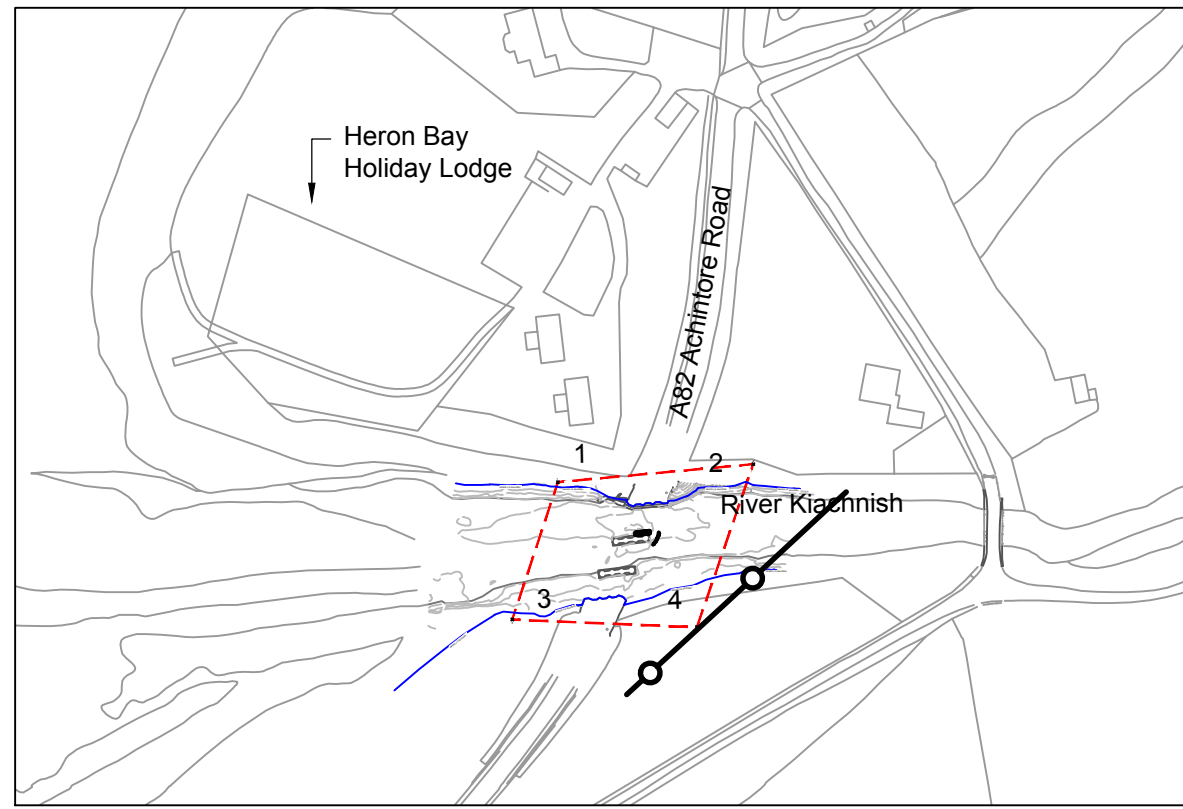 Heron Bay
Holiday Lodge
A82 Achintore Road
1
2
River Kiachnish
3
4